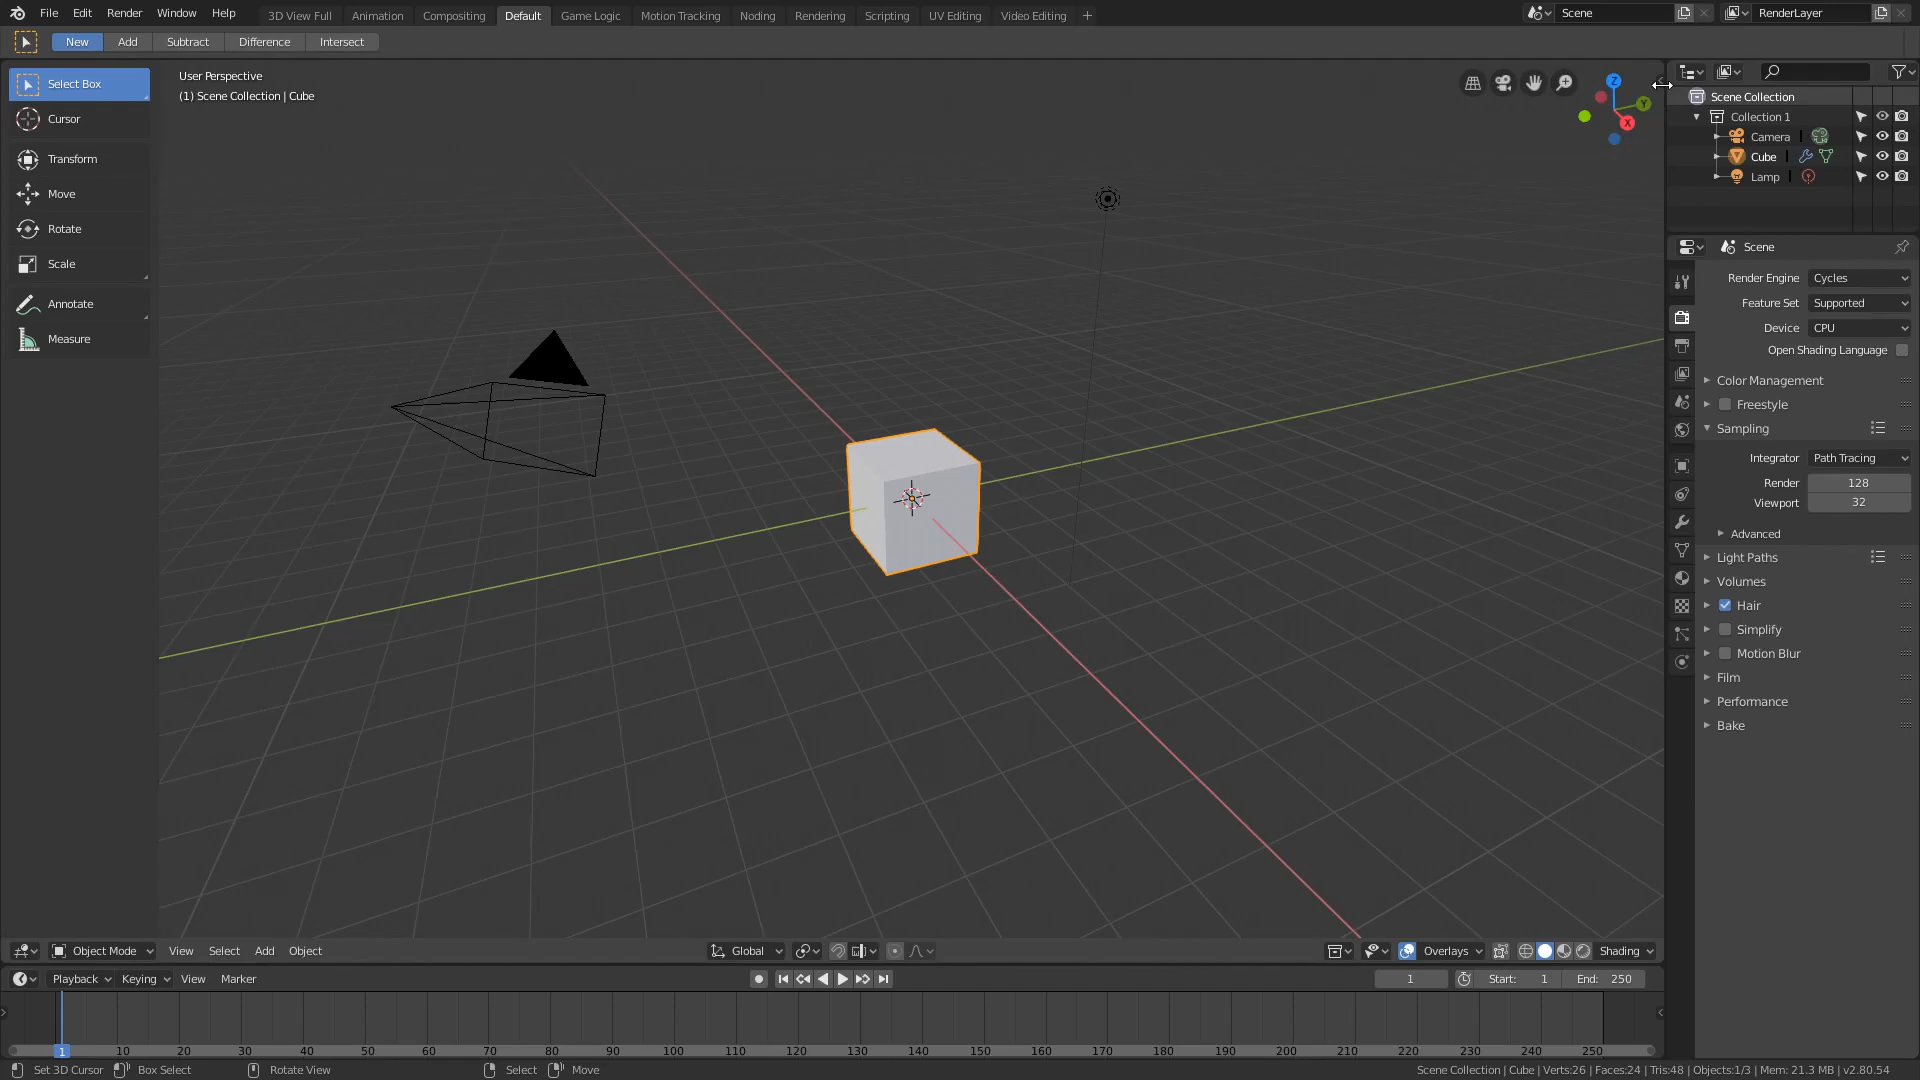 File Edit Render Window Help 3D View Full Animation Compositing Default Game Logic Motion Tracking Noding Rendering Scripting UV Editing Video Editing + Scene RenderLayer
New Add Subtract Difference Intersect
Select Box
Cursor
Transform
Move
Rotate
Scale
Annotate
Measure
User Perspective
(1) Scene Collection | Cube
Z
Y
X
Scene Collection
Collection 1
Camera
Cube
Lamp
Scene
Render Engine Cycles
Feature Set Supported
Device CPU
Open Shading Language
Color Management
Freestyle
Sampling
Integrator Path Tracing
Render 128
Viewport 32
Advanced
Light Paths
Volumes
Hair
Simplify
Motion Blur
Film
Performance
Bake
Object Mode View Select Add Object Global Overlays Shading
Playback Keying View Marker 1 Start: 1 End: 250
1 10 20 30 40 50 60 70 80 90 100 110 120 130 140 150 160 170 180 190 200 210 220 230 240 250
Set 3D Cursor Box Select Rotate View Select Move Scene Collection | Cube | Verts:26 | Faces:24 | Tris:48 | Objects:1/3 | Mem: 21.3 MB | v2.80.54